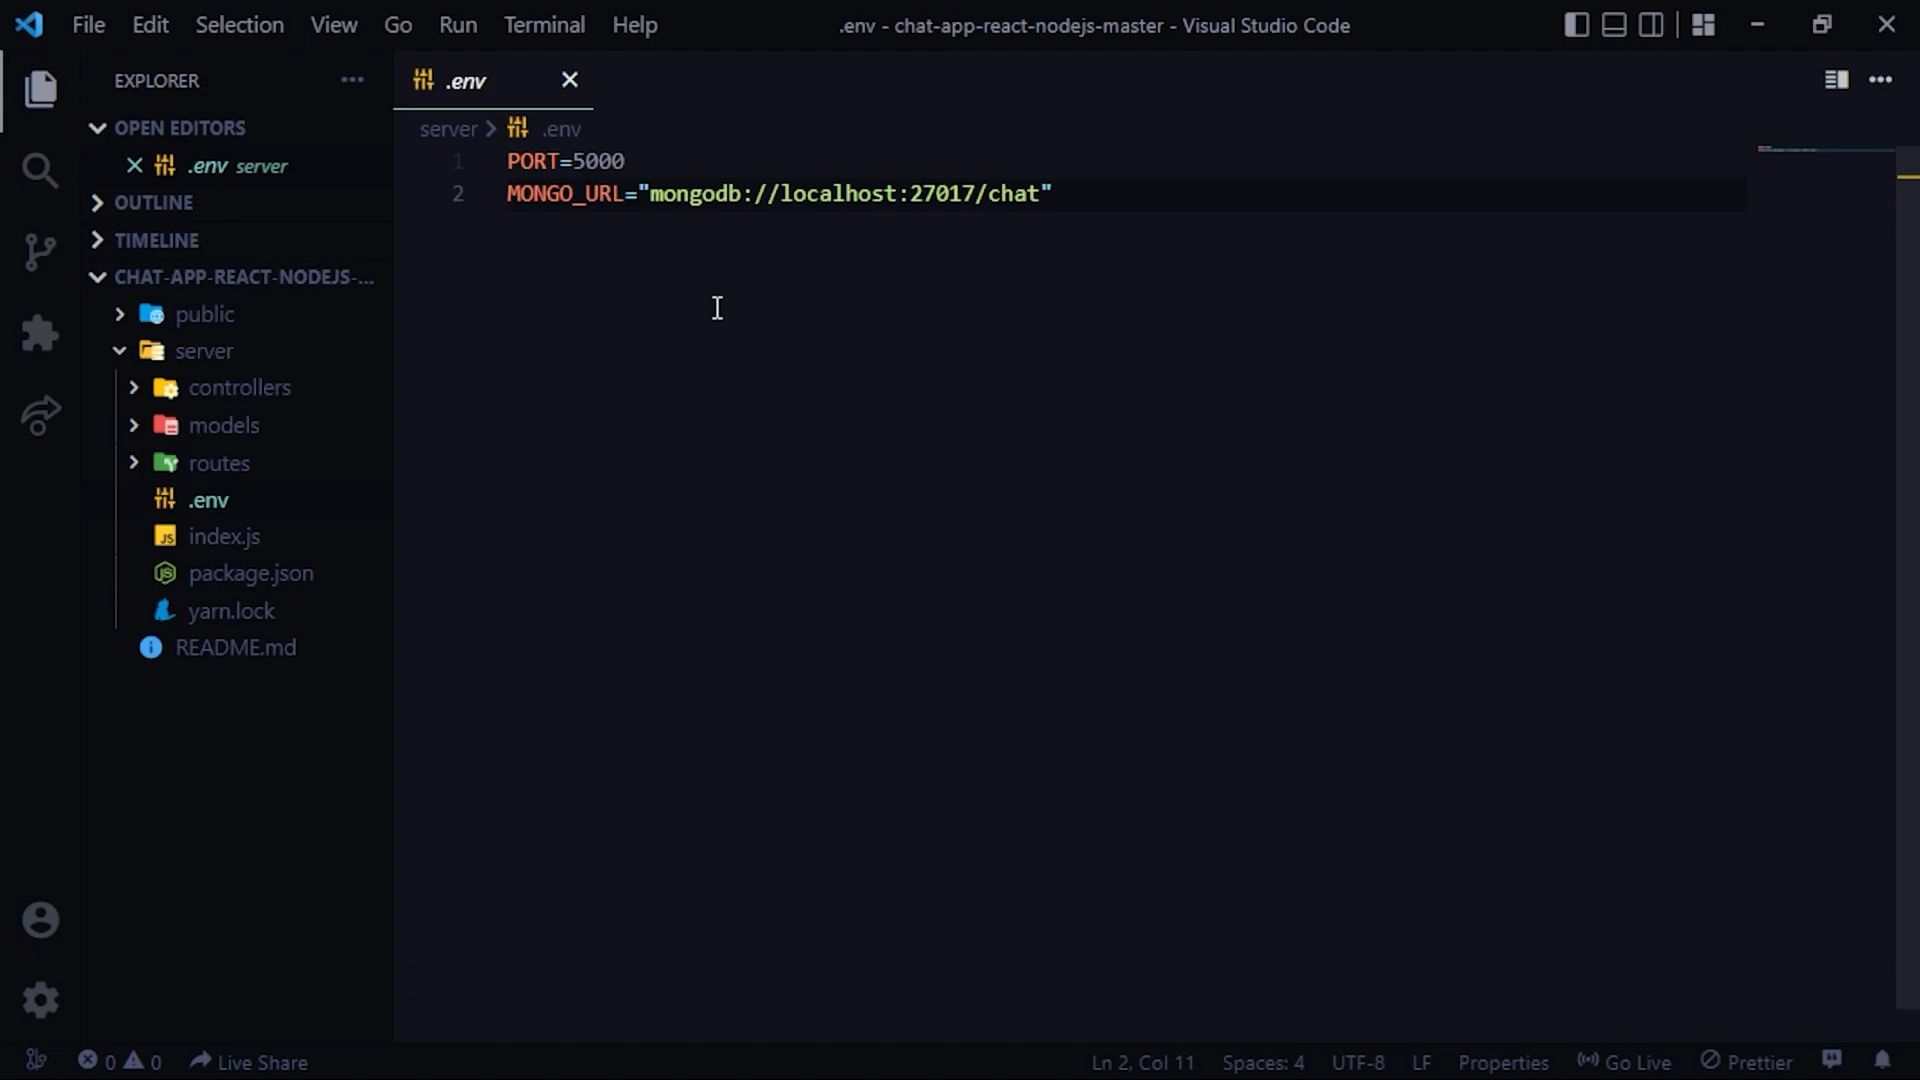 File Edit Selection View Go Run Terminal Help .env - chat-app-react-nodejs-master - Visual Studio Code
EXPLORER
OPEN EDITORS
.env server
OUTLINE
TIMELINE
CHAT-APP-REACT-NODEJS-...
public
server
controllers
models
routes
.env
index.js
package.json
yarn.lock
README.md
.env
server > .env
1 PORT=5000
2 MONGO_URL="mongodb://localhost:27017/chat"
0 0 Live Share Ln 2, Col 11 Spaces: 4 UTF-8 LF Properties Go Live Prettier